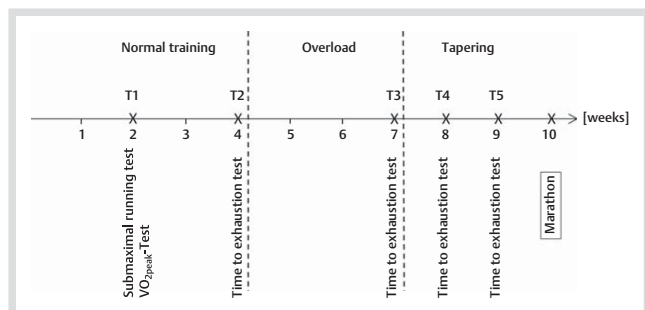 Normal training Overload Tapering
T1 T2 T3 T4 T5
[weeks]
1 2 3 4 5 6 7 8 9 10
Submaximal running test
VO2peak-Test
Time to exhaustion test
Time to exhaustion test
Time to exhaustion test
Time to exhaustion test
Marathon